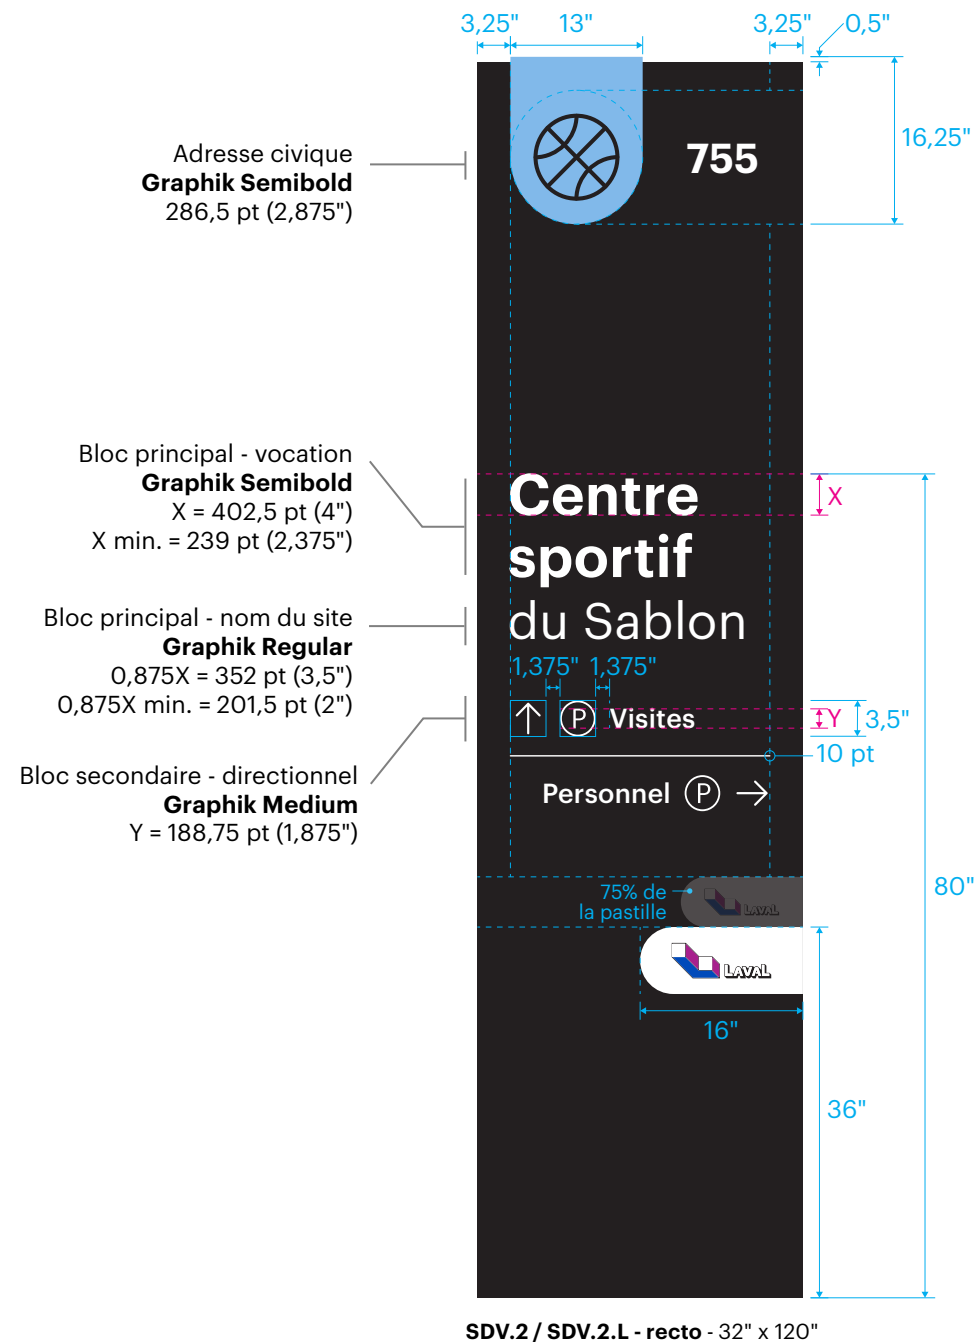 3,25" 13" 3,25" 0,5"
16,25"
Adresse civique
Graphik Semibold
286,5 pt (2,875")
755
Bloc principal - vocation
Graphik Semibold
X = 402,5 pt (4")
X min. = 239 pt (2,375")
Centre
sportif
du Sablon
X
Bloc principal - nom du site
Graphik Regular
0,875X = 352 pt (3,5")
0,875X min. = 201,5 pt (2")
1,375" 1,375"
P Visites
Y 3,5"
10 pt
Personnel P
Bloc secondaire - directionnel
Graphik Medium
Y = 188,75 pt (1,875")
80"
75% de
la pastille
LAVAL
LAVAL
16"
36"
SDV.2 / SDV.2.L - recto - 32" x 120"